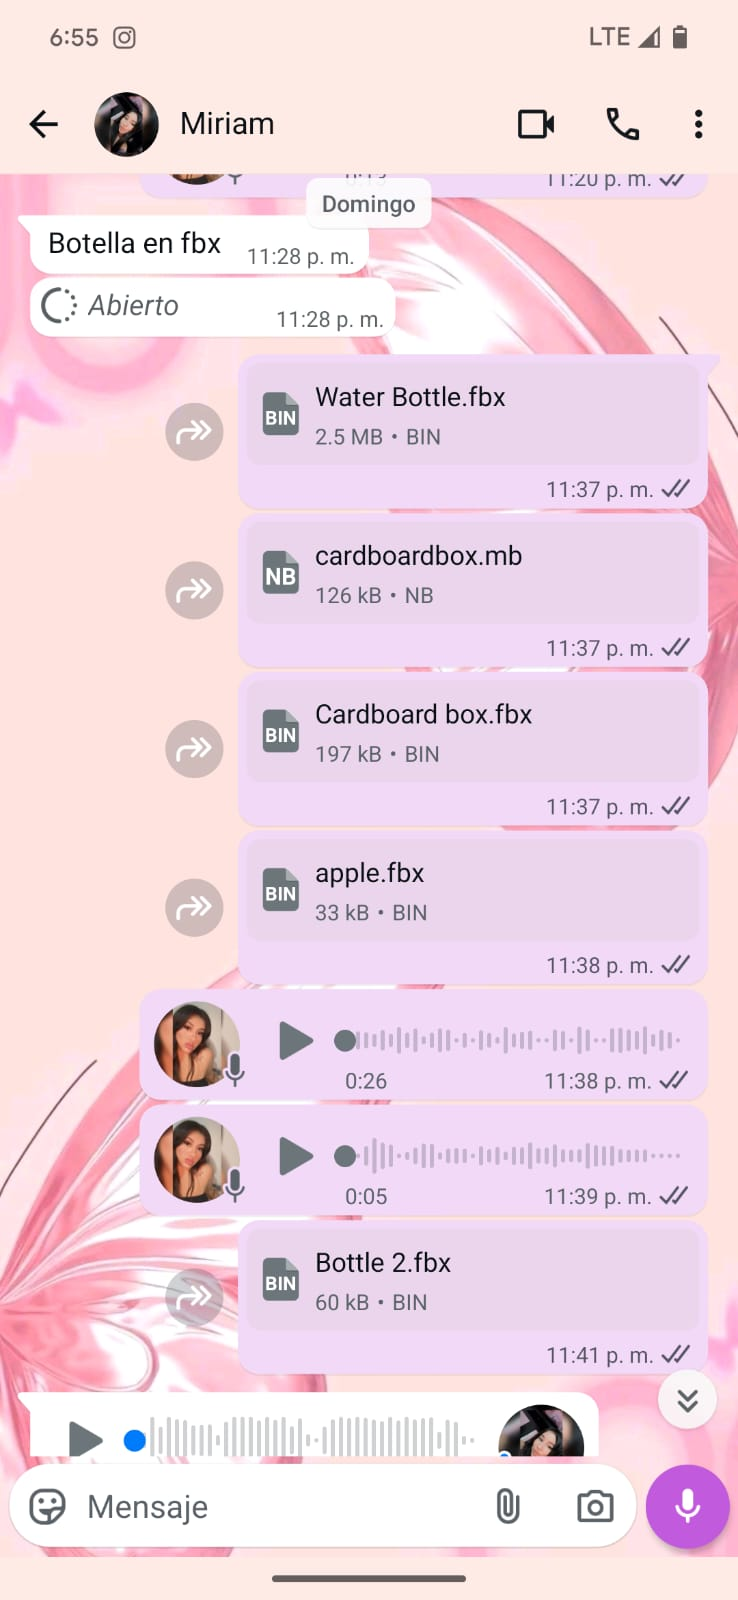 6:55
LTE
Miriam
11:20 p. m.
Domingo
Botella en fbx
11:28 p. m.
Abierto
11:28 p. m.
BIN
Water Bottle.fbx
2.5 MB • BIN
11:37 p. m.
NB
cardboardbox.mb
126 kB • NB
11:37 p. m.
BIN
Cardboard box.fbx
197 kB • BIN
11:37 p. m.
BIN
apple.fbx
33 kB • BIN
11:38 p. m.
0:26
11:38 p. m.
0:05
11:39 p. m.
BIN
Bottle 2.fbx
60 kB • BIN
11:41 p. m.
Mensaje